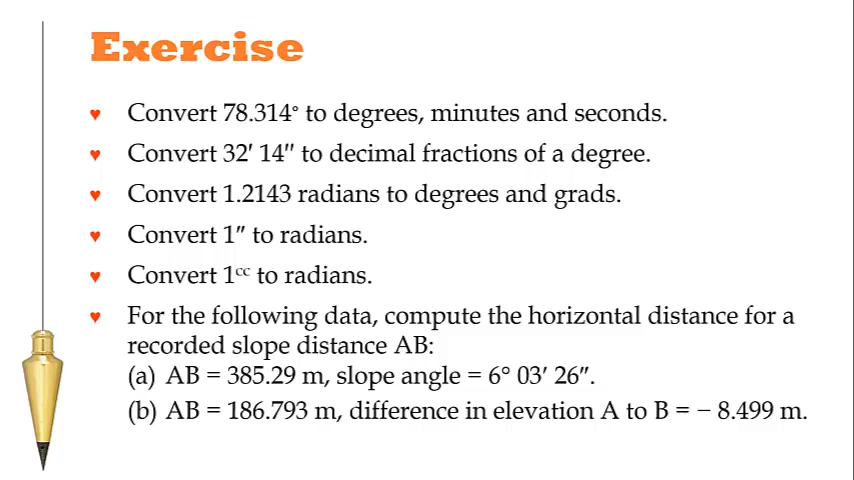 Exercise
♥ Convert 78.314° to degrees, minutes and seconds.
♥ Convert 32′ 14″ to decimal fractions of a degree.
♥ Convert 1.2143 radians to degrees and grads.
♥ Convert 1″ to radians.
♥ Convert 1ᶜᶜ to radians.
♥ For the following data, compute the horizontal distance for a
recorded slope distance AB:
(a) AB = 385.29 m, slope angle = 6° 03′ 26″.
(b) AB = 186.793 m, difference in elevation A to B = − 8.499 m.